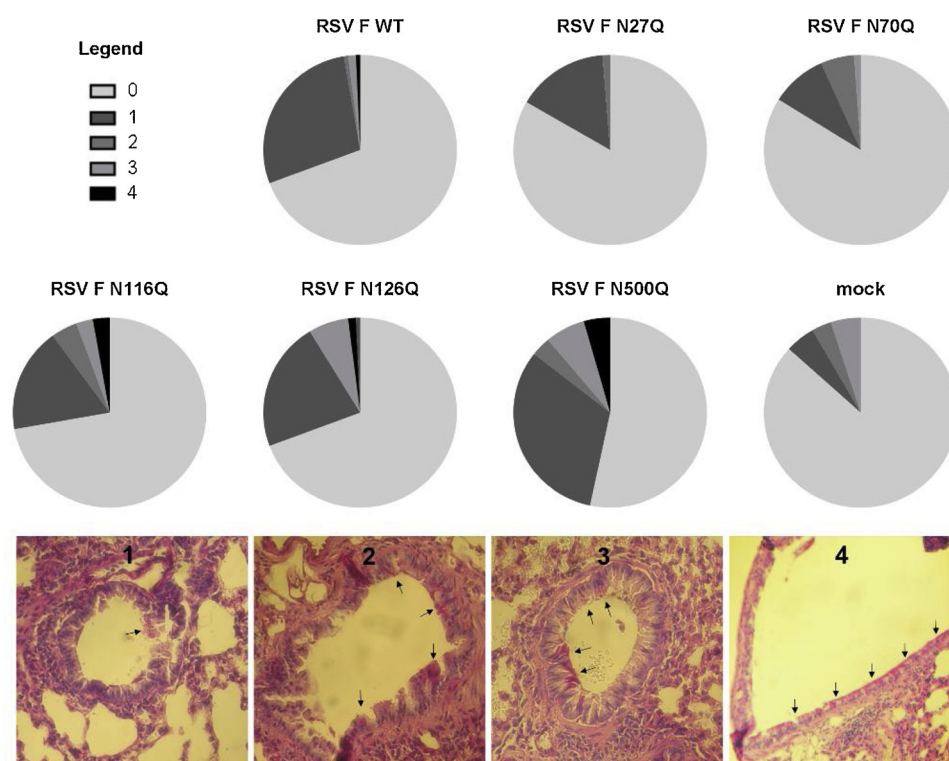 Legend
0
1
2
3
4
RSV F WT
RSV F N27Q
RSV F N70Q
RSV F N116Q
RSV F N126Q
RSV F N500Q
mock
1
2
3
4